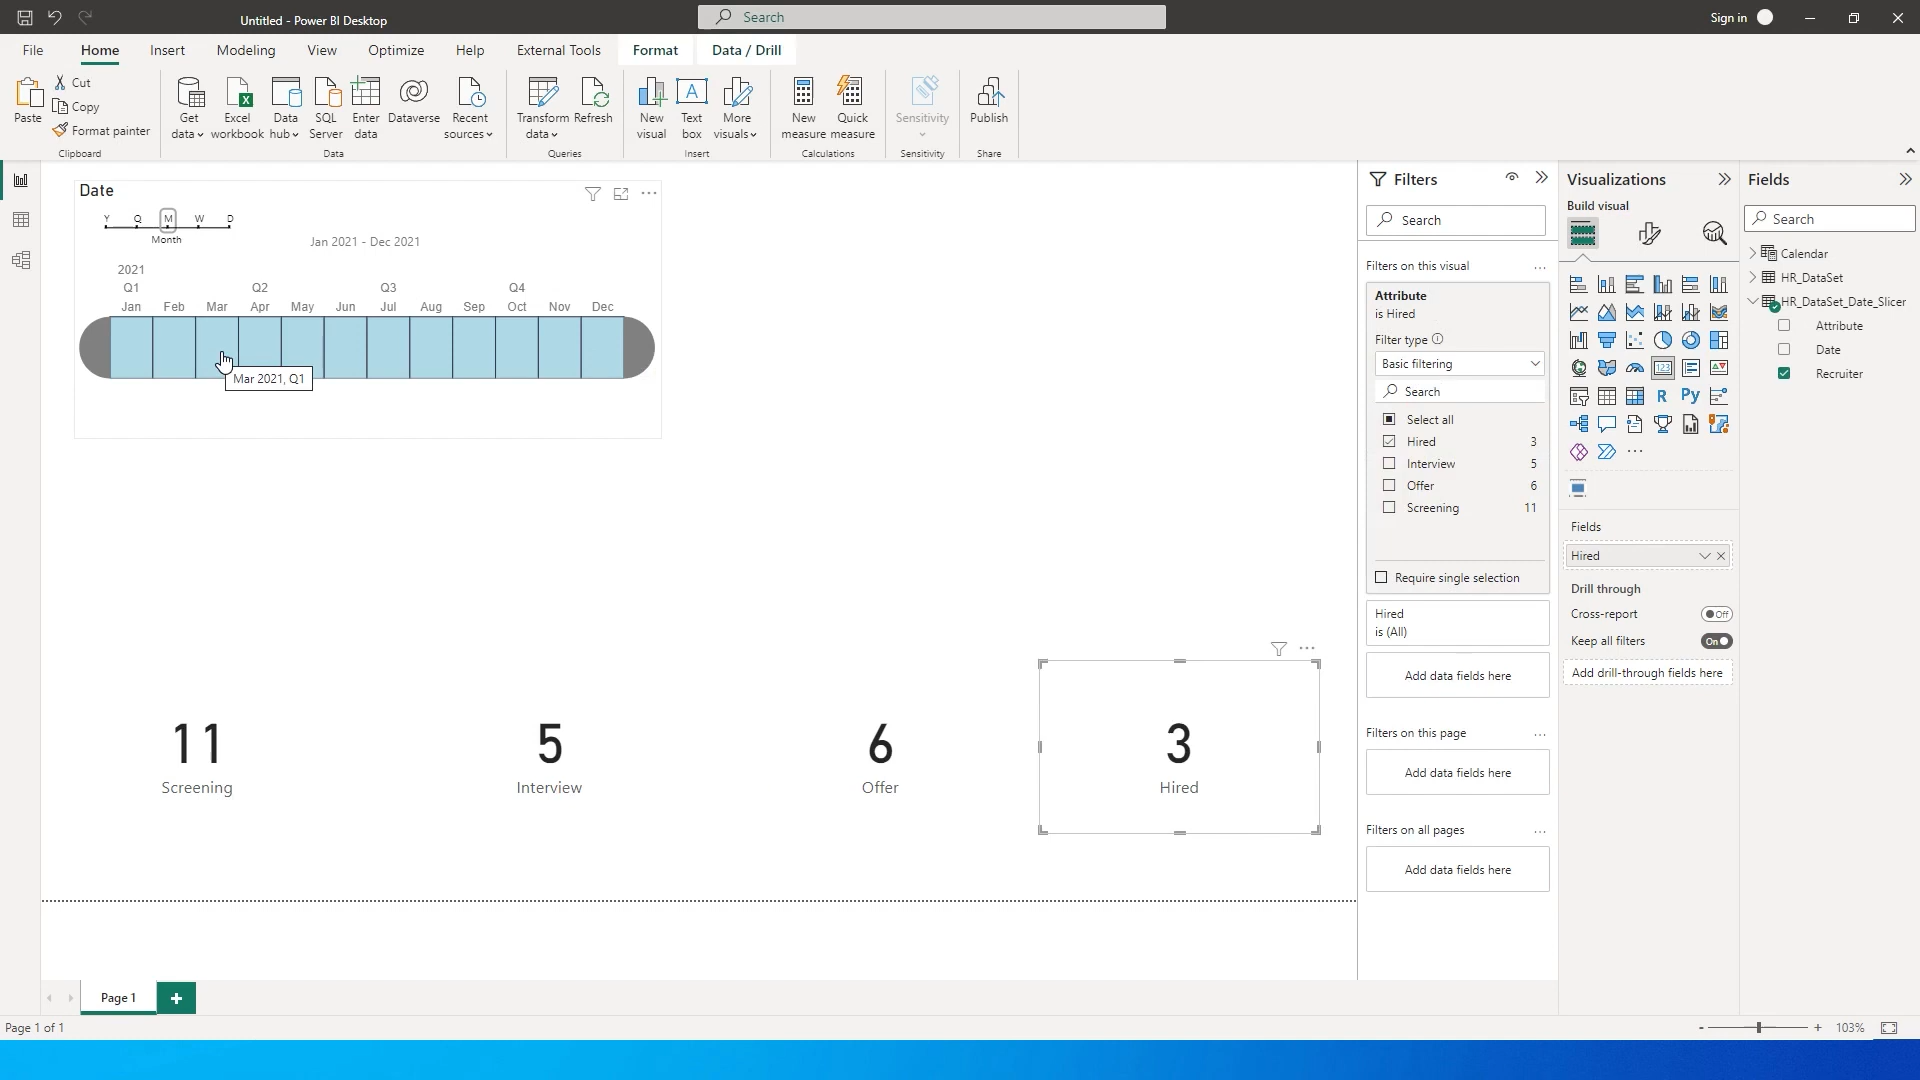 Untitled - Power BI Desktop
Search
Sign in
File
Home
Insert
Modeling
View
Optimize
Help
External Tools
Format
Data / Drill
Paste
Cut
Copy
Format painter
Clipboard
Get data
Excel workbook
Data hub
SQL Server
Enter data
Dataverse
Recent sources
Data
Transform data
Refresh
Queries
New visual
Text box
More visuals
Insert
New measure
Quick measure
Calculations
Sensitivity
Sensitivity
Publish
Share
Date
Y Q M W D
Month
Jan 2021 - Dec 2021
2021
Q1 Q2 Q3 Q4
Jan Feb Mar Apr May Jun Jul Aug Sep Oct Nov Dec
Mar 2021, Q1
11
Screening
5
Interview
6
Offer
3
Hired
Filters
Search
Filters on this visual
Attribute
is Hired
Filter type
Basic filtering
Search
Select all
Hired 3
Interview 5
Offer 6
Screening 11
Require single selection
Hired
is (All)
Add data fields here
Filters on this page
Add data fields here
Filters on all pages
Add data fields here
Visualizations
Build visual
123
R
Py
Fields
Hired
Drill through
Cross-report
Off
Keep all filters
On
Add drill-through fields here
Fields
Search
Calendar
HR_DataSet
HR_DataSet_Date_Slicer
Attribute
Date
Recruiter
Page 1
Page 1 of 1
- + 103%